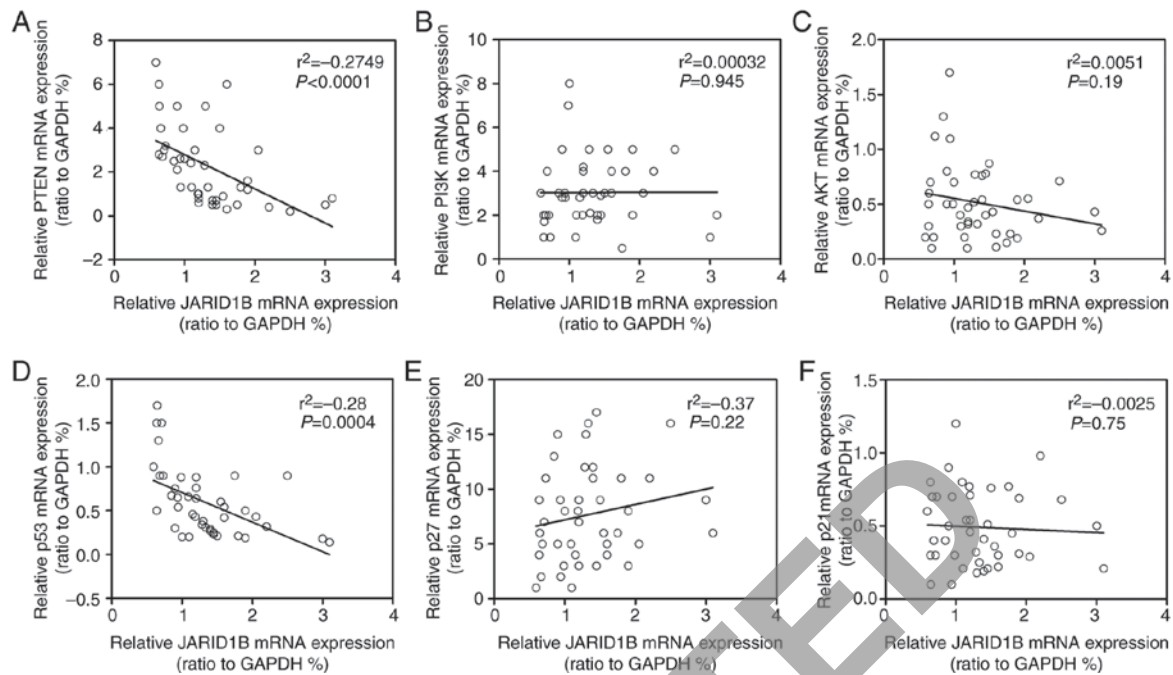 A
8
6
4
2
0
−2
Relative PTEN mRNA expression
(ratio to GAPDH %)
r²=−0.2749
P<0.0001
0 1 2 3 4
Relative JARID1B mRNA expression
(ratio to GAPDH %)
B
10
8
6
4
2
0
Relative PI3K mRNA expression
(ratio to GAPDH %)
r²=0.00032
P=0.945
0 1 2 3 4
Relative JARID1B mRNA expression
(ratio to GAPDH %)
C
2.0
1.5
1.0
0.5
0.0
Relative AKT mRNA expression
(ratio to GAPDH %)
r²=0.0051
P=0.19
0 1 2 3 4
Relative JARID1B mRNA expression
(ratio to GAPDH %)
D
2.0
1.5
1.0
0.5
0.0
−0.5
Relative p53 mRNA expression
(ratio to GAPDH %)
r²=−0.28
P=0.0004
0 1 2 3 4
Relative JARID1B mRNA expression
(ratio to GAPDH %)
E
20
15
10
5
0
Relative p27 mRNA expression
(ratio to GAPDH %)
r²=−0.37
P=0.22
0 1 2 3 4
Relative JARID1B mRNA expression
(ratio to GAPDH %)
F
1.5
1.0
0.5
0.0
Relative p21mRNA expression
(ratio to GAPDH %)
r²=−0.0025
P=0.75
0 1 2 3 4
Relative JARID1B mRNA expression
(ratio to GAPDH %)
TED